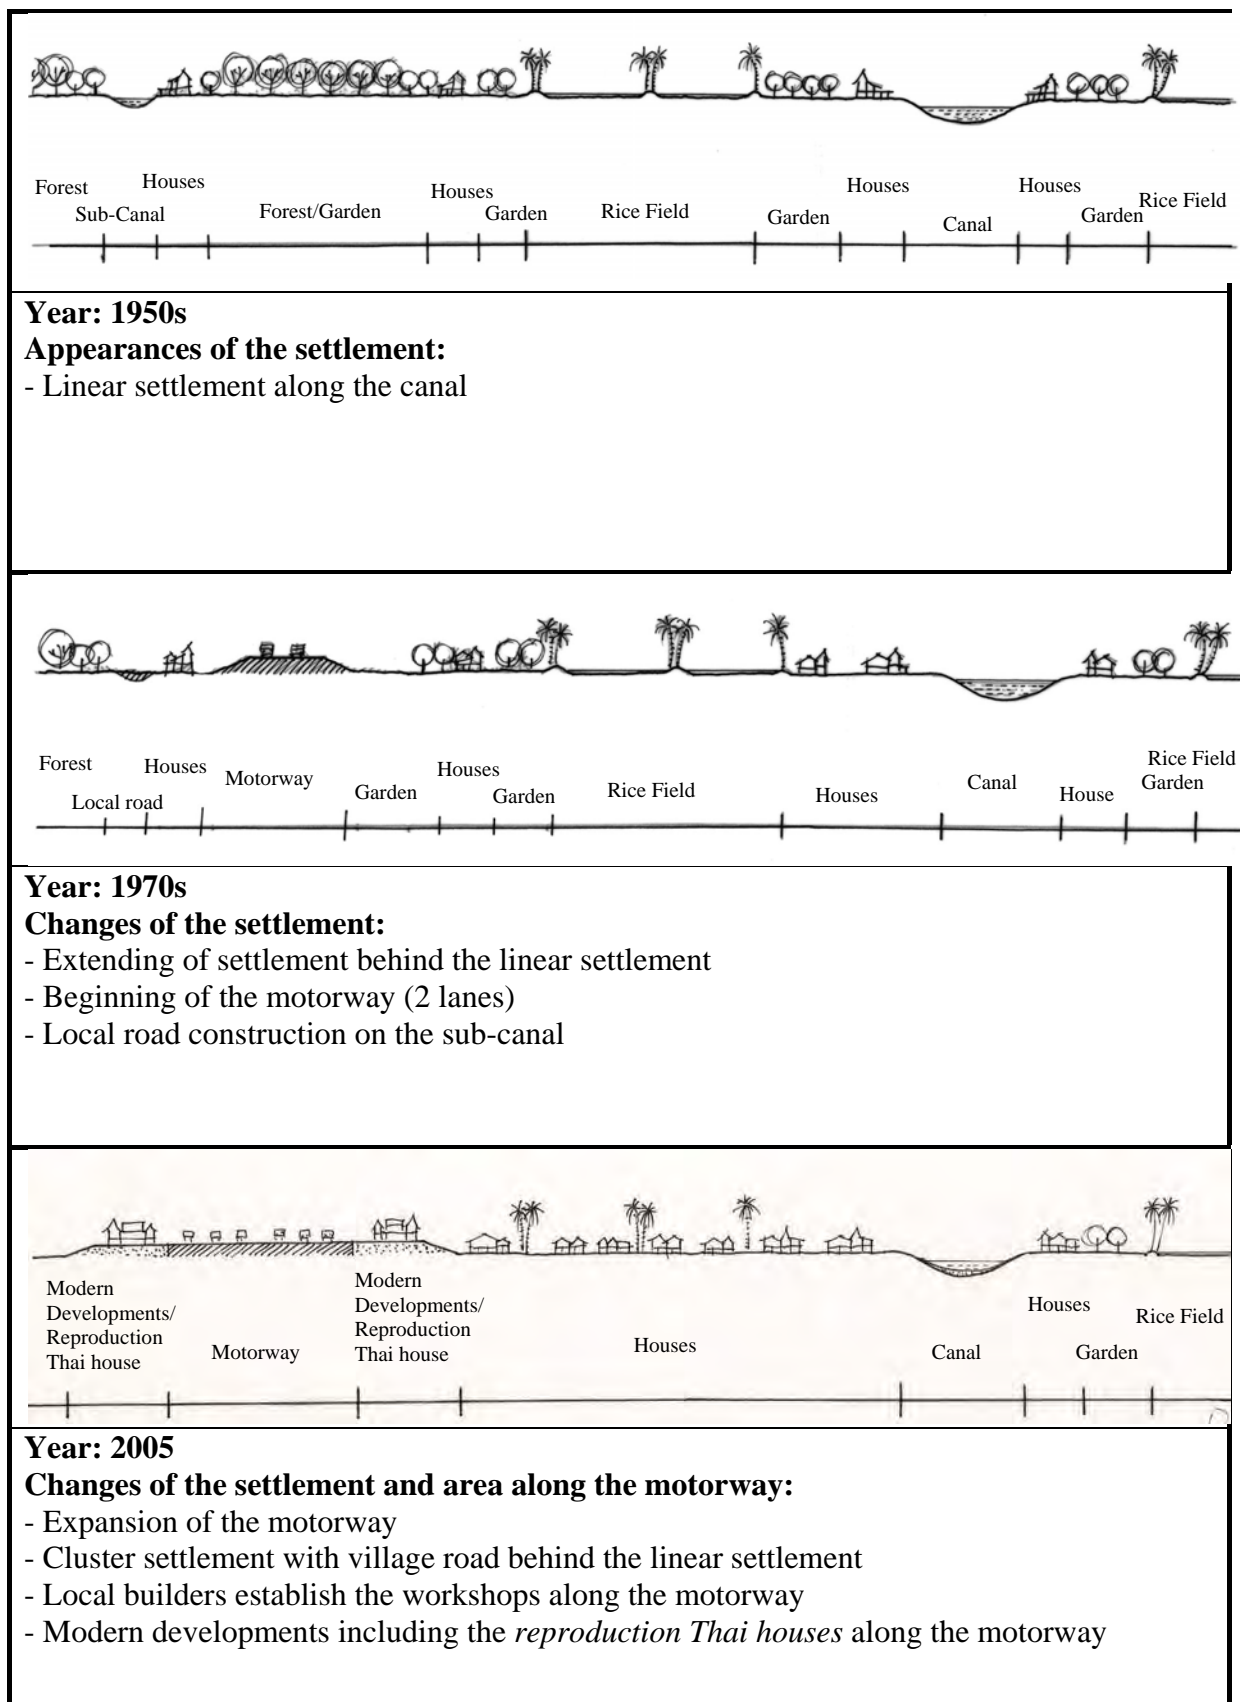 Forest
Houses
Sub-Canal
Forest/Garden
Houses
Garden
Rice Field
Garden
Houses
Canal
Houses
Garden
Rice Field
Year: 1950s
Appearances of the settlement:
- Linear settlement along the canal
Forest
Houses
Local road
Motorway
Garden
Houses
Garden
Rice Field
Houses
Canal
House
Rice Field
Garden
Year: 1970s
Changes of the settlement:
- Extending of settlement behind the linear settlement
- Beginning of the motorway (2 lanes)
- Local road construction on the sub-canal
Modern
Developments/
Reproduction
Thai house
Motorway
Modern
Developments/
Reproduction
Thai house
Houses
Canal
Houses
Garden
Rice Field
Year: 2005
Changes of the settlement and area along the motorway:
- Expansion of the motorway
- Cluster settlement with village road behind the linear settlement
- Local builders establish the workshops along the motorway
- Modern developments including the reproduction Thai houses along the motorway